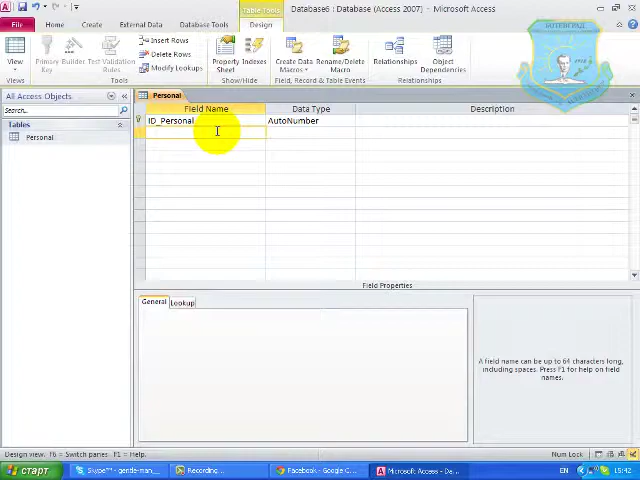 Table Tools
Database6 : Database (Access 2007) - Microsoft Access
File
Home
Create
External Data
Database Tools
Design
View
Primary Key
Builder
Test Validation Rules
Insert Rows
Delete Rows
Modify Lookups
Property Sheet
Indexes
Create Data Macros
Rename/Delete Macro
Relationships
Object Dependencies
Views
Tools
Show/Hide
Field, Record & Table Events
Relationships
All Access Objects
Search...
Tables
Personal
Personal
Field Name
Data Type
Description
ID_Personal
AutoNumber
Field Properties
General
Lookup
A field name can be up to 64 characters long,
including spaces. Press F1 for help on field
names.
Design view. F6 = Switch panes. F1 = Help.
Num Lock
старт
Skype™ - gentle-man_...
Recording...
Facebook - Google C...
Microsoft Access - Da...
EN
15:42